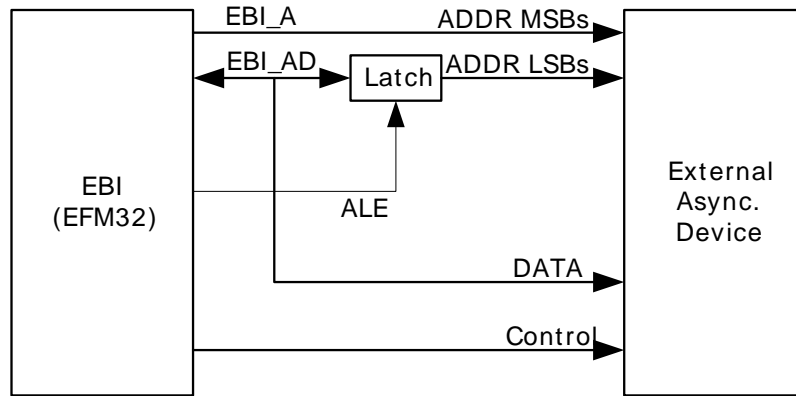 EBI_A
ADDR MSBs
EBI_AD
Latch
ADDR LSBs
EBI
(EFM32)
ALE
External
Async.
Device
DATA
Control